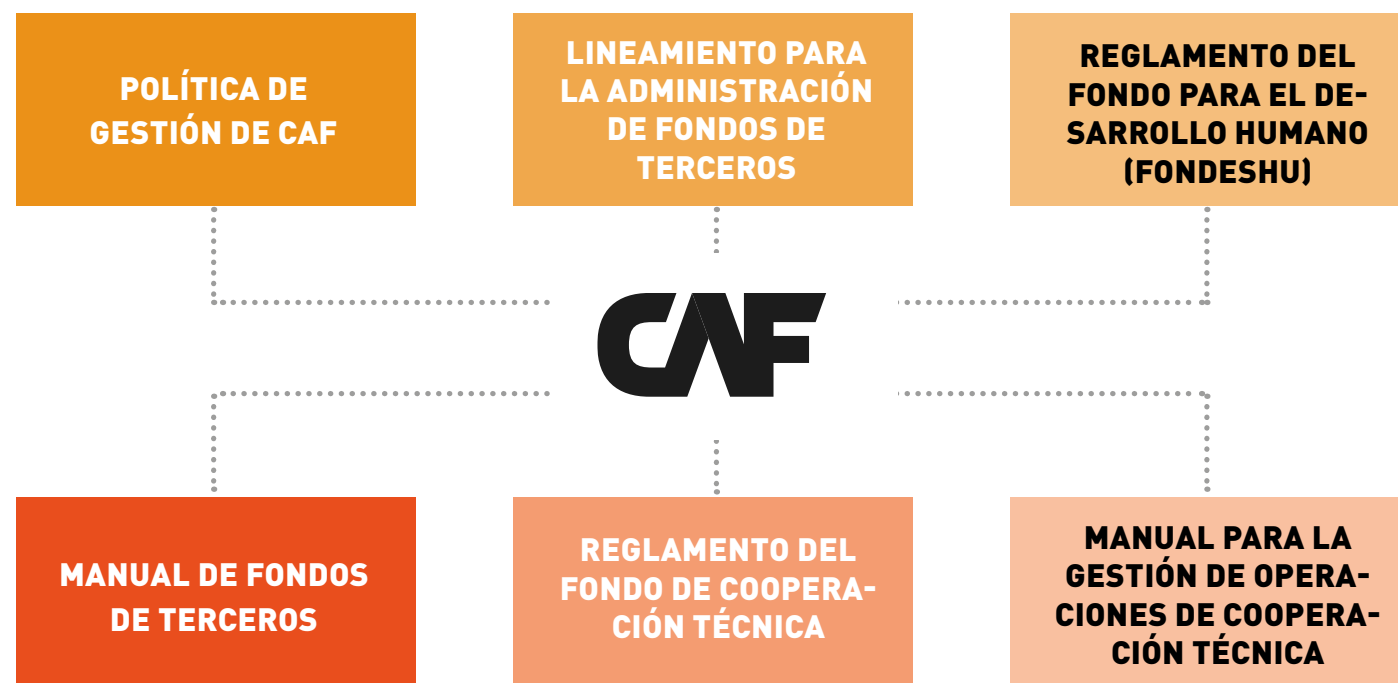 POLÍTICA DE
GESTIÓN DE CAF
LINEAMIENTO PARA
LA ADMINISTRACIÓN
DE FONDOS DE
TERCEROS
REGLAMENTO DEL
FONDO PARA EL DE-
SARROLLO HUMANO
(FONDESHU)
CAF
MANUAL DE FONDOS
DE TERCEROS
REGLAMENTO DEL
FONDO DE COOPERA-
CIÓN TÉCNICA
MANUAL PARA LA
GESTIÓN DE OPERA-
CIONES DE COOPERA-
CIÓN TÉCNICA